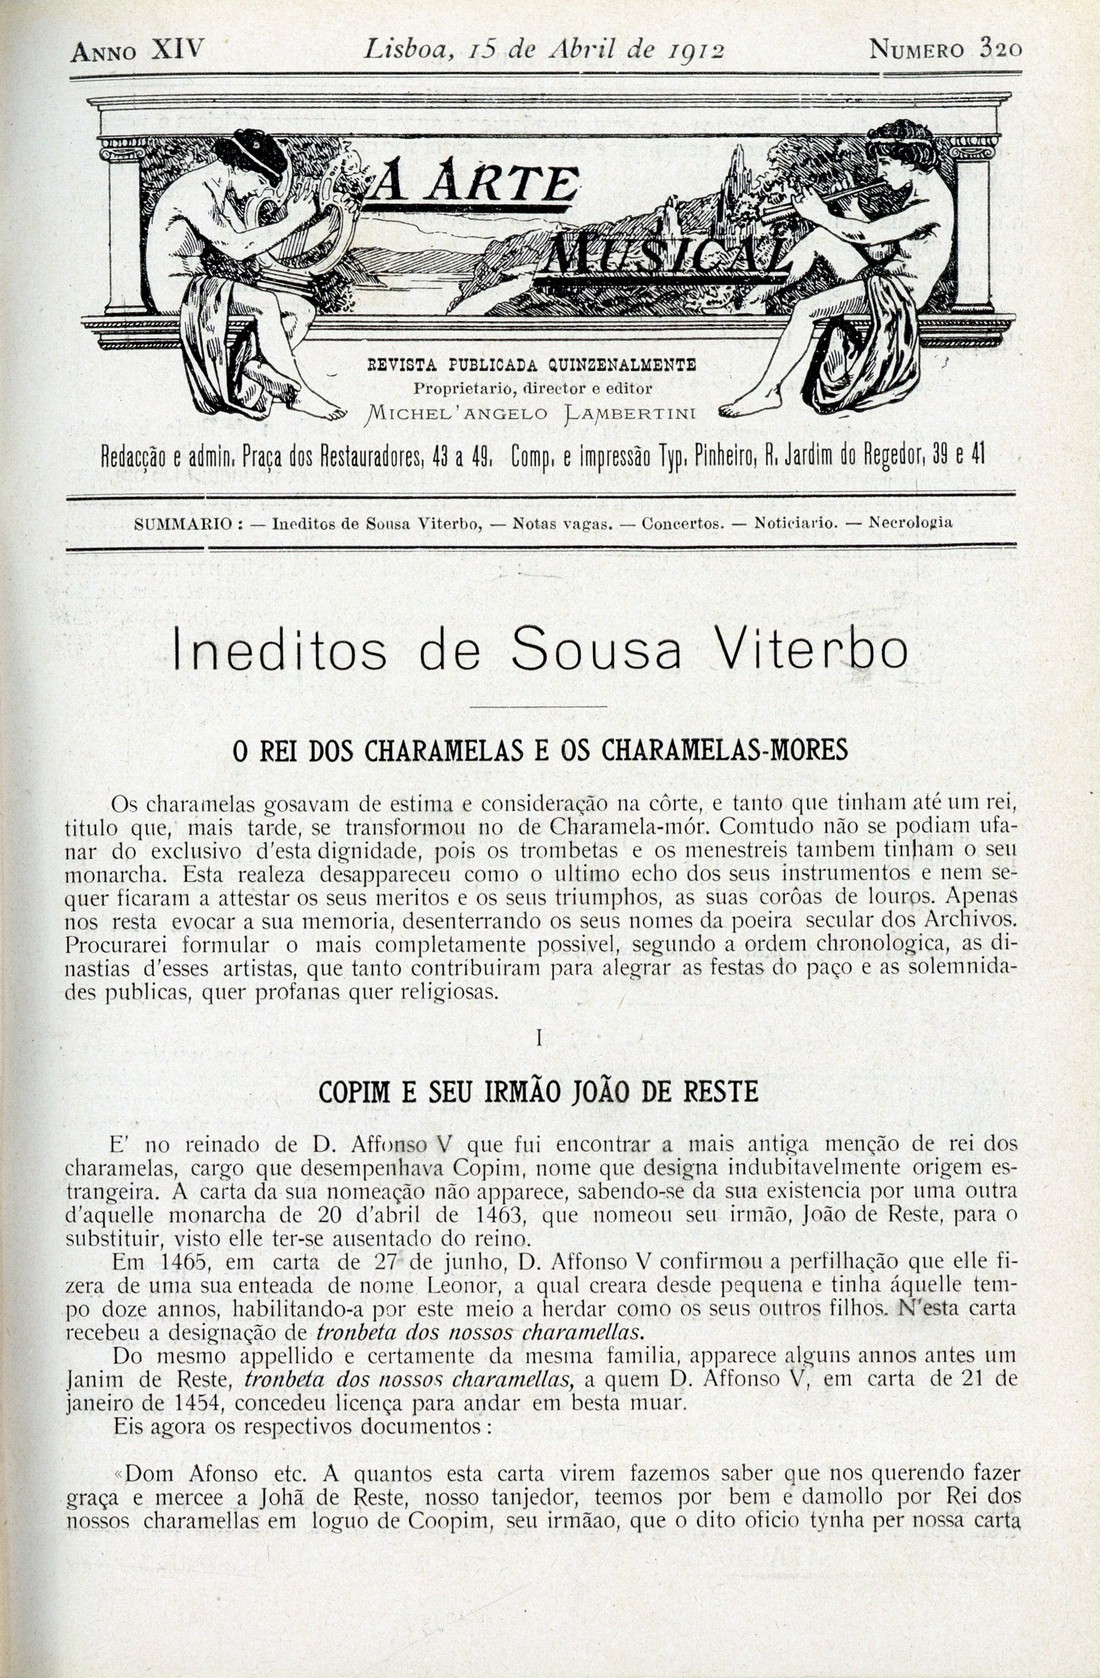 Anno XIV
Lisboa, 15 de Abril de 1912
Numero 320
A Arte
Musical
REVISTA PUBLICADA QUINZENALMENTE
Proprietario, director e editor
Michel'angelo Lambertini
Redacção e admin. Praça dos Restauradores, 43 a 49. Comp. e impressão Typ. Pinheiro, R. Jardim do Regedor, 39 e 41
SUMMARIO : — Ineditos de Sousa Viterbo, — Notas vagas. — Concertos. — Noticiario. — Necrologia
Ineditos de Sousa Viterbo
O REI DOS CHARAMELAS E OS CHARAMELAS-MORES
Os charamelas gosavam de estima e consideração na côrte, e tanto que tinham até um rei,
titulo que, mais tarde, se transformou no de Charamela-mór. Comtudo não se podiam ufa-
nar do exclusivo d'esta dignidade, pois os trombetas e os menestreis tambem tinham o seu
monarcha. Esta realeza desappareceu como o ultimo echo dos seus instrumentos e nem se-
quer ficaram a attestar os seus meritos e os seus triumphos, as suas corôas de louros. Apenas
nos resta evocar a sua memoria, desenterrando os seus nomes da poeira secular dos Archivos.
Procurarei formular o mais completamente possivel, segundo a ordem chronologica, as di-
nastias d'esses artistas, que tanto contribuiram para alegrar as festas do paço e as solemnida-
des publicas, quer profanas quer religiosas.
I
COPIM E SEU IRMÃO JOÃO DE RESTE
E' no reinado de D. Affonso V que fui encontrar a mais antiga menção de rei dos
charamelas, cargo que desempenhava Copim, nome que designa indubitavelmente origem es-
trangeira. A carta da sua nomeação não apparece, sabendo-se da sua existencia por uma outra
d'aquelle monarcha de 20 d'abril de 1463, que nomeou seu irmão, João de Reste, para o
substituir, visto elle ter-se ausentado do reino.
Em 1465, em carta de 27 de junho, D. Affonso V confirmou a perfilhação que elle fi-
zera de uma sua enteada de nome Leonor, a qual creara desde pequena e tinha áquelle tem-
po doze annos, habilitando-a por este meio a herdar como os seus outros filhos. N'esta carta
recebeu a designação de tronbeta dos nossos charamellas.
Do mesmo appellido e certamente da mesma familia, apparece alguns annos antes um
Janim de Reste, tronbeta dos nossos charamellas, a quem D. Affonso V, em carta de 21 de
janeiro de 1454, concedeu licença para andar em besta muar.
Eis agora os respectivos documentos :
«Dom Afonso etc. A quantos esta carta virem fazemos saber que nos querendo fazer
graça e mercee a Johã de Reste, nosso tanjedor, teemos por bem e damollo por Rei dos
nossos charamellas em loguo de Coopim, seu irmãao, que o dito oficio tynha per nossa carta